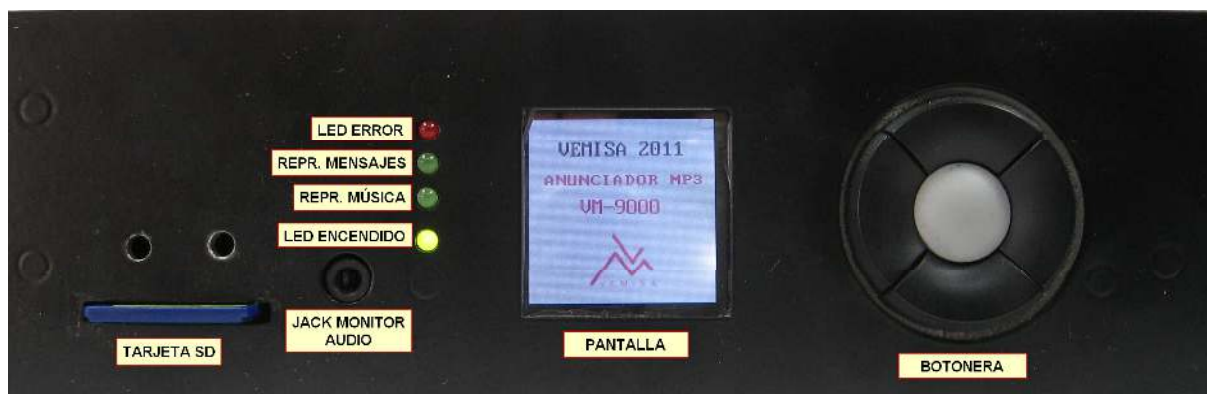 LED ERROR
REPR. MENSAJES
REPR. MÚSICA
LED ENCENDIDO
JACK MONITOR
AUDIO
TARJETA SD
VEMISA 2011
ANUNCIADOR MP3
VM-9000
VEMISA
PANTALLA
BOTONERA